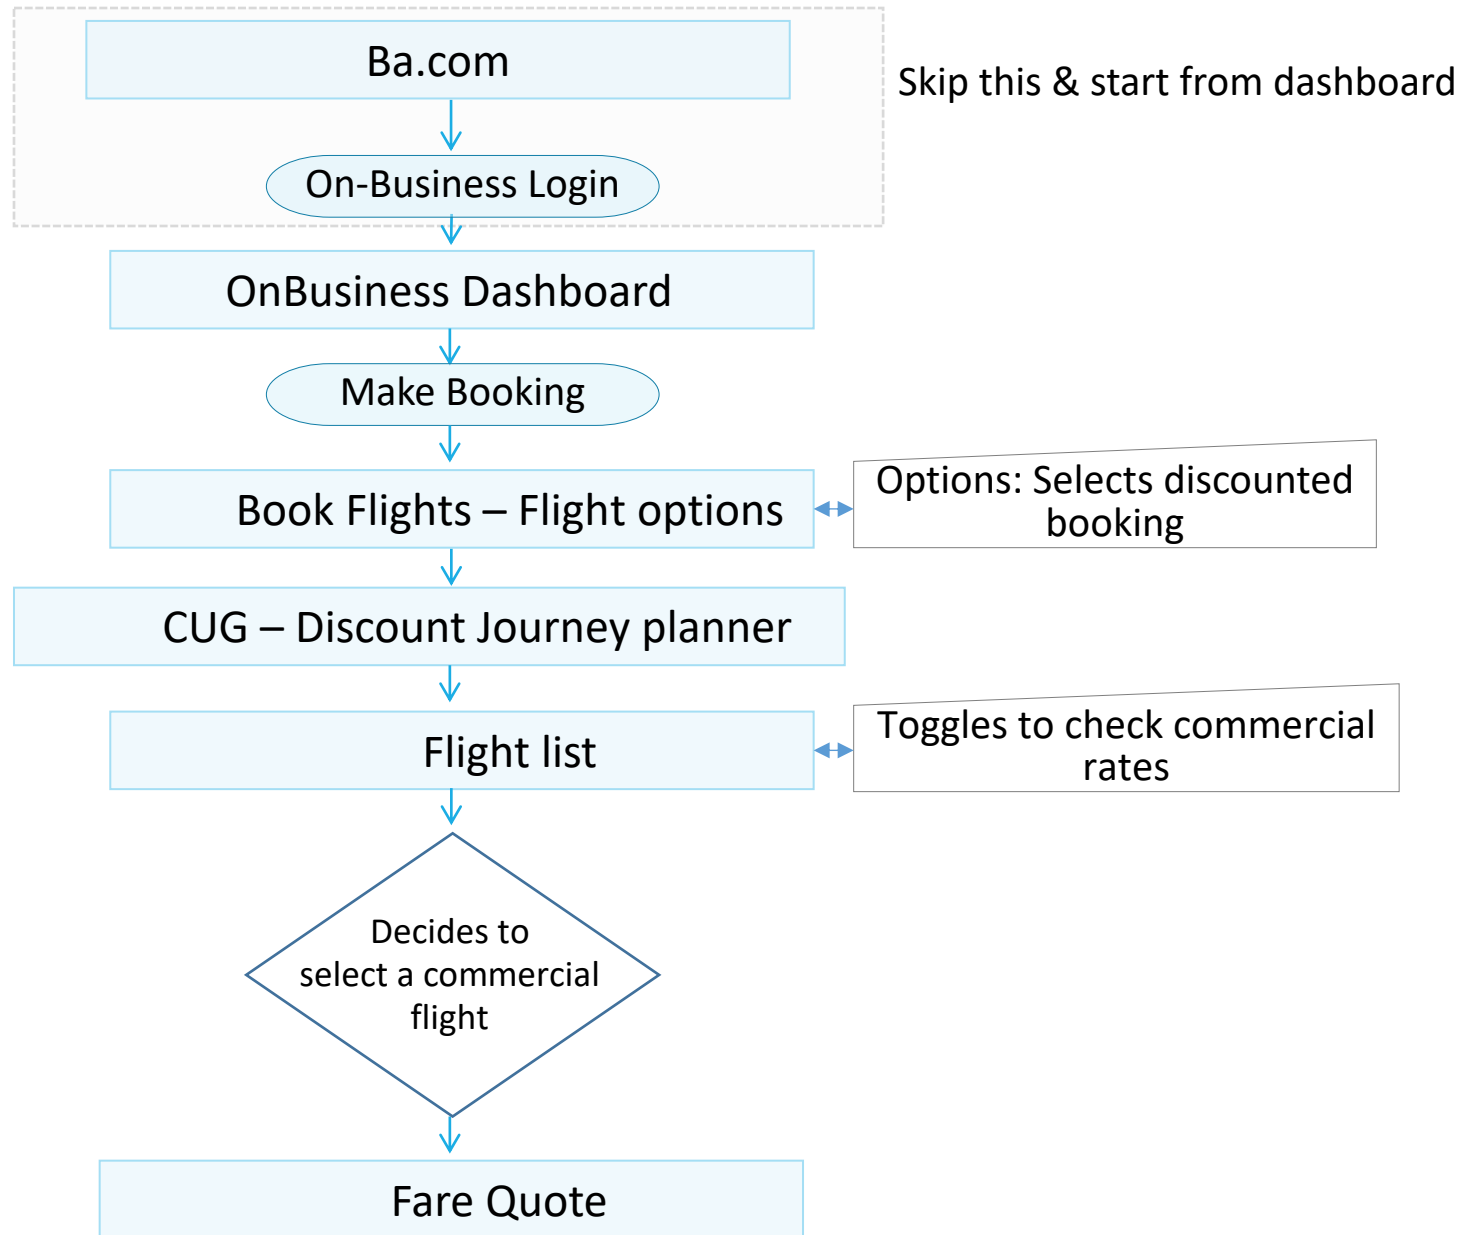 Ba.com
Skip this & start from dashboard
On-Business Login
OnBusiness Dashboard
Make Booking
Book Flights – Flight options
Options: Selects discounted
booking
CUG – Discount Journey planner
Flight list
Toggles to check commercial
rates
Decides to
select a commercial
flight
Fare Quote